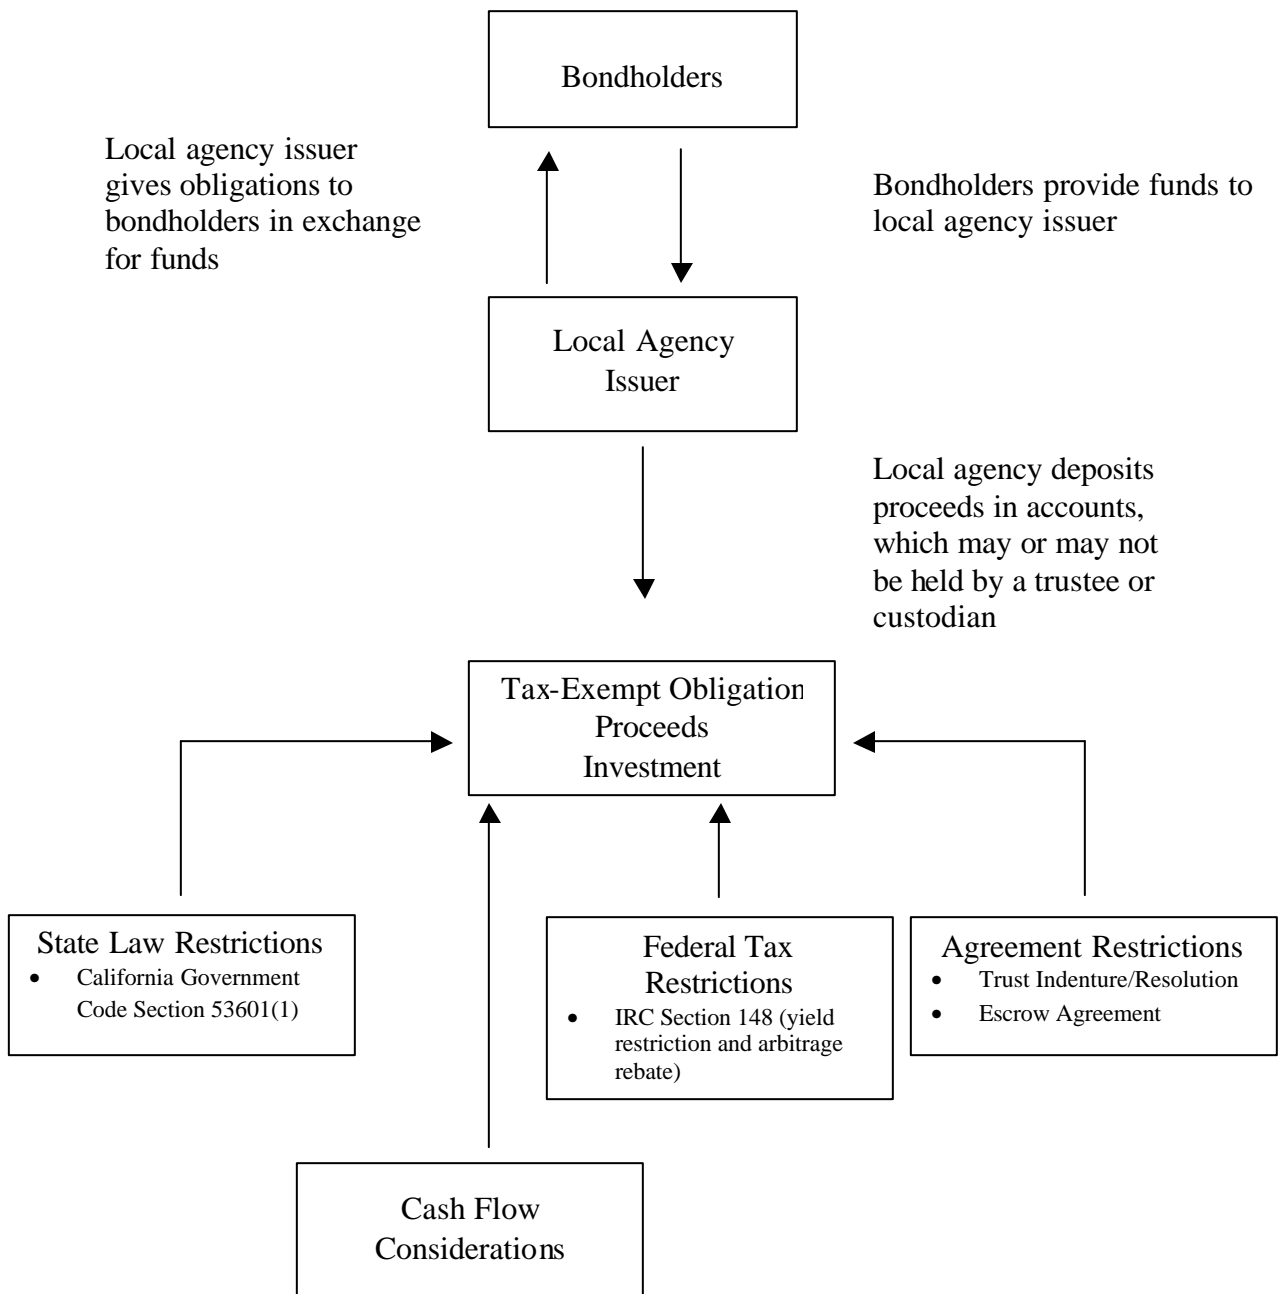 Bondholders
Local agency issuer
gives obligations to
bondholders in exchange
for funds
Bondholders provide funds to
local agency issuer
Local Agency
Issuer
Local agency deposits
proceeds in accounts,
which may or may not
be held by a trustee or
custodian
Tax-Exempt Obligation
Proceeds
Investment
State Law Restrictions
• California Government
Code Section 53601(1)
Federal Tax
Restrictions
• IRC Section 148 (yield
restriction and arbitrage
rebate)
Agreement Restrictions
• Trust Indenture/Resolution
• Escrow Agreement
Cash Flow
Considerations